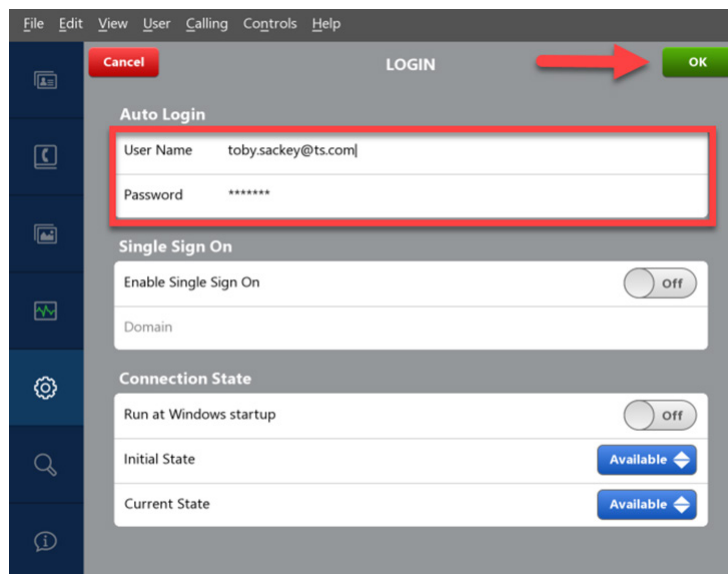 File Edit View User Calling Controls Help
Cancel LOGIN OK
Auto Login
User Name toby.sackey@ts.com
Password *******
Single Sign On
Enable Single Sign On Off
Domain
Connection State
Run at Windows startup Off
Initial State Available
Current State Available